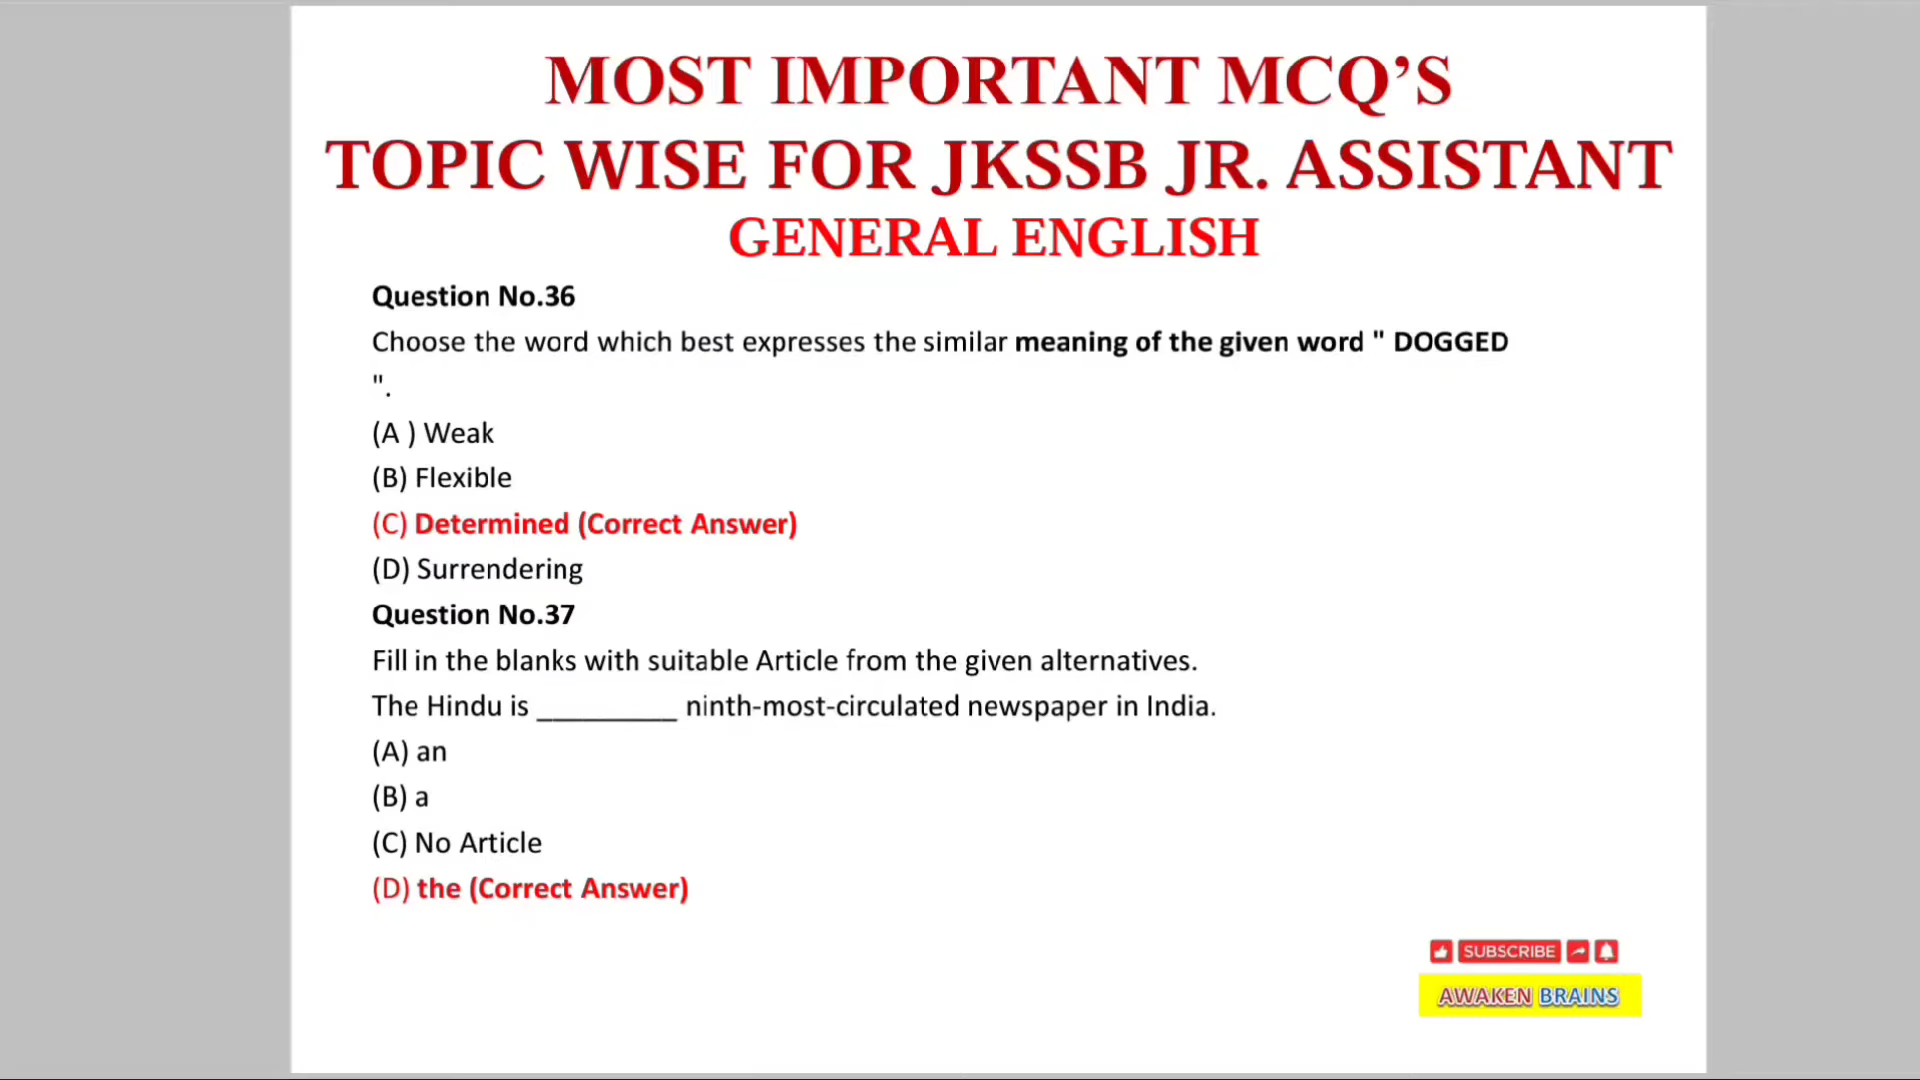 MOST IMPORTANT MCQ’S
TOPIC WISE FOR JKSSB JR. ASSISTANT
GENERAL ENGLISH
Question No.36
Choose the word which best expresses the similar meaning of the given word " DOGGED
".
(A ) Weak
(B) Flexible
(C) Determined (Correct Answer)
(D) Surrendering
Question No.37
Fill in the blanks with suitable Article from the given alternatives.
The Hindu is _________ ninth-most-circulated newspaper in India.
(A) an
(B) a
(C) No Article
(D) the (Correct Answer)
SUBSCRIBE
AWAKEN BRAINS